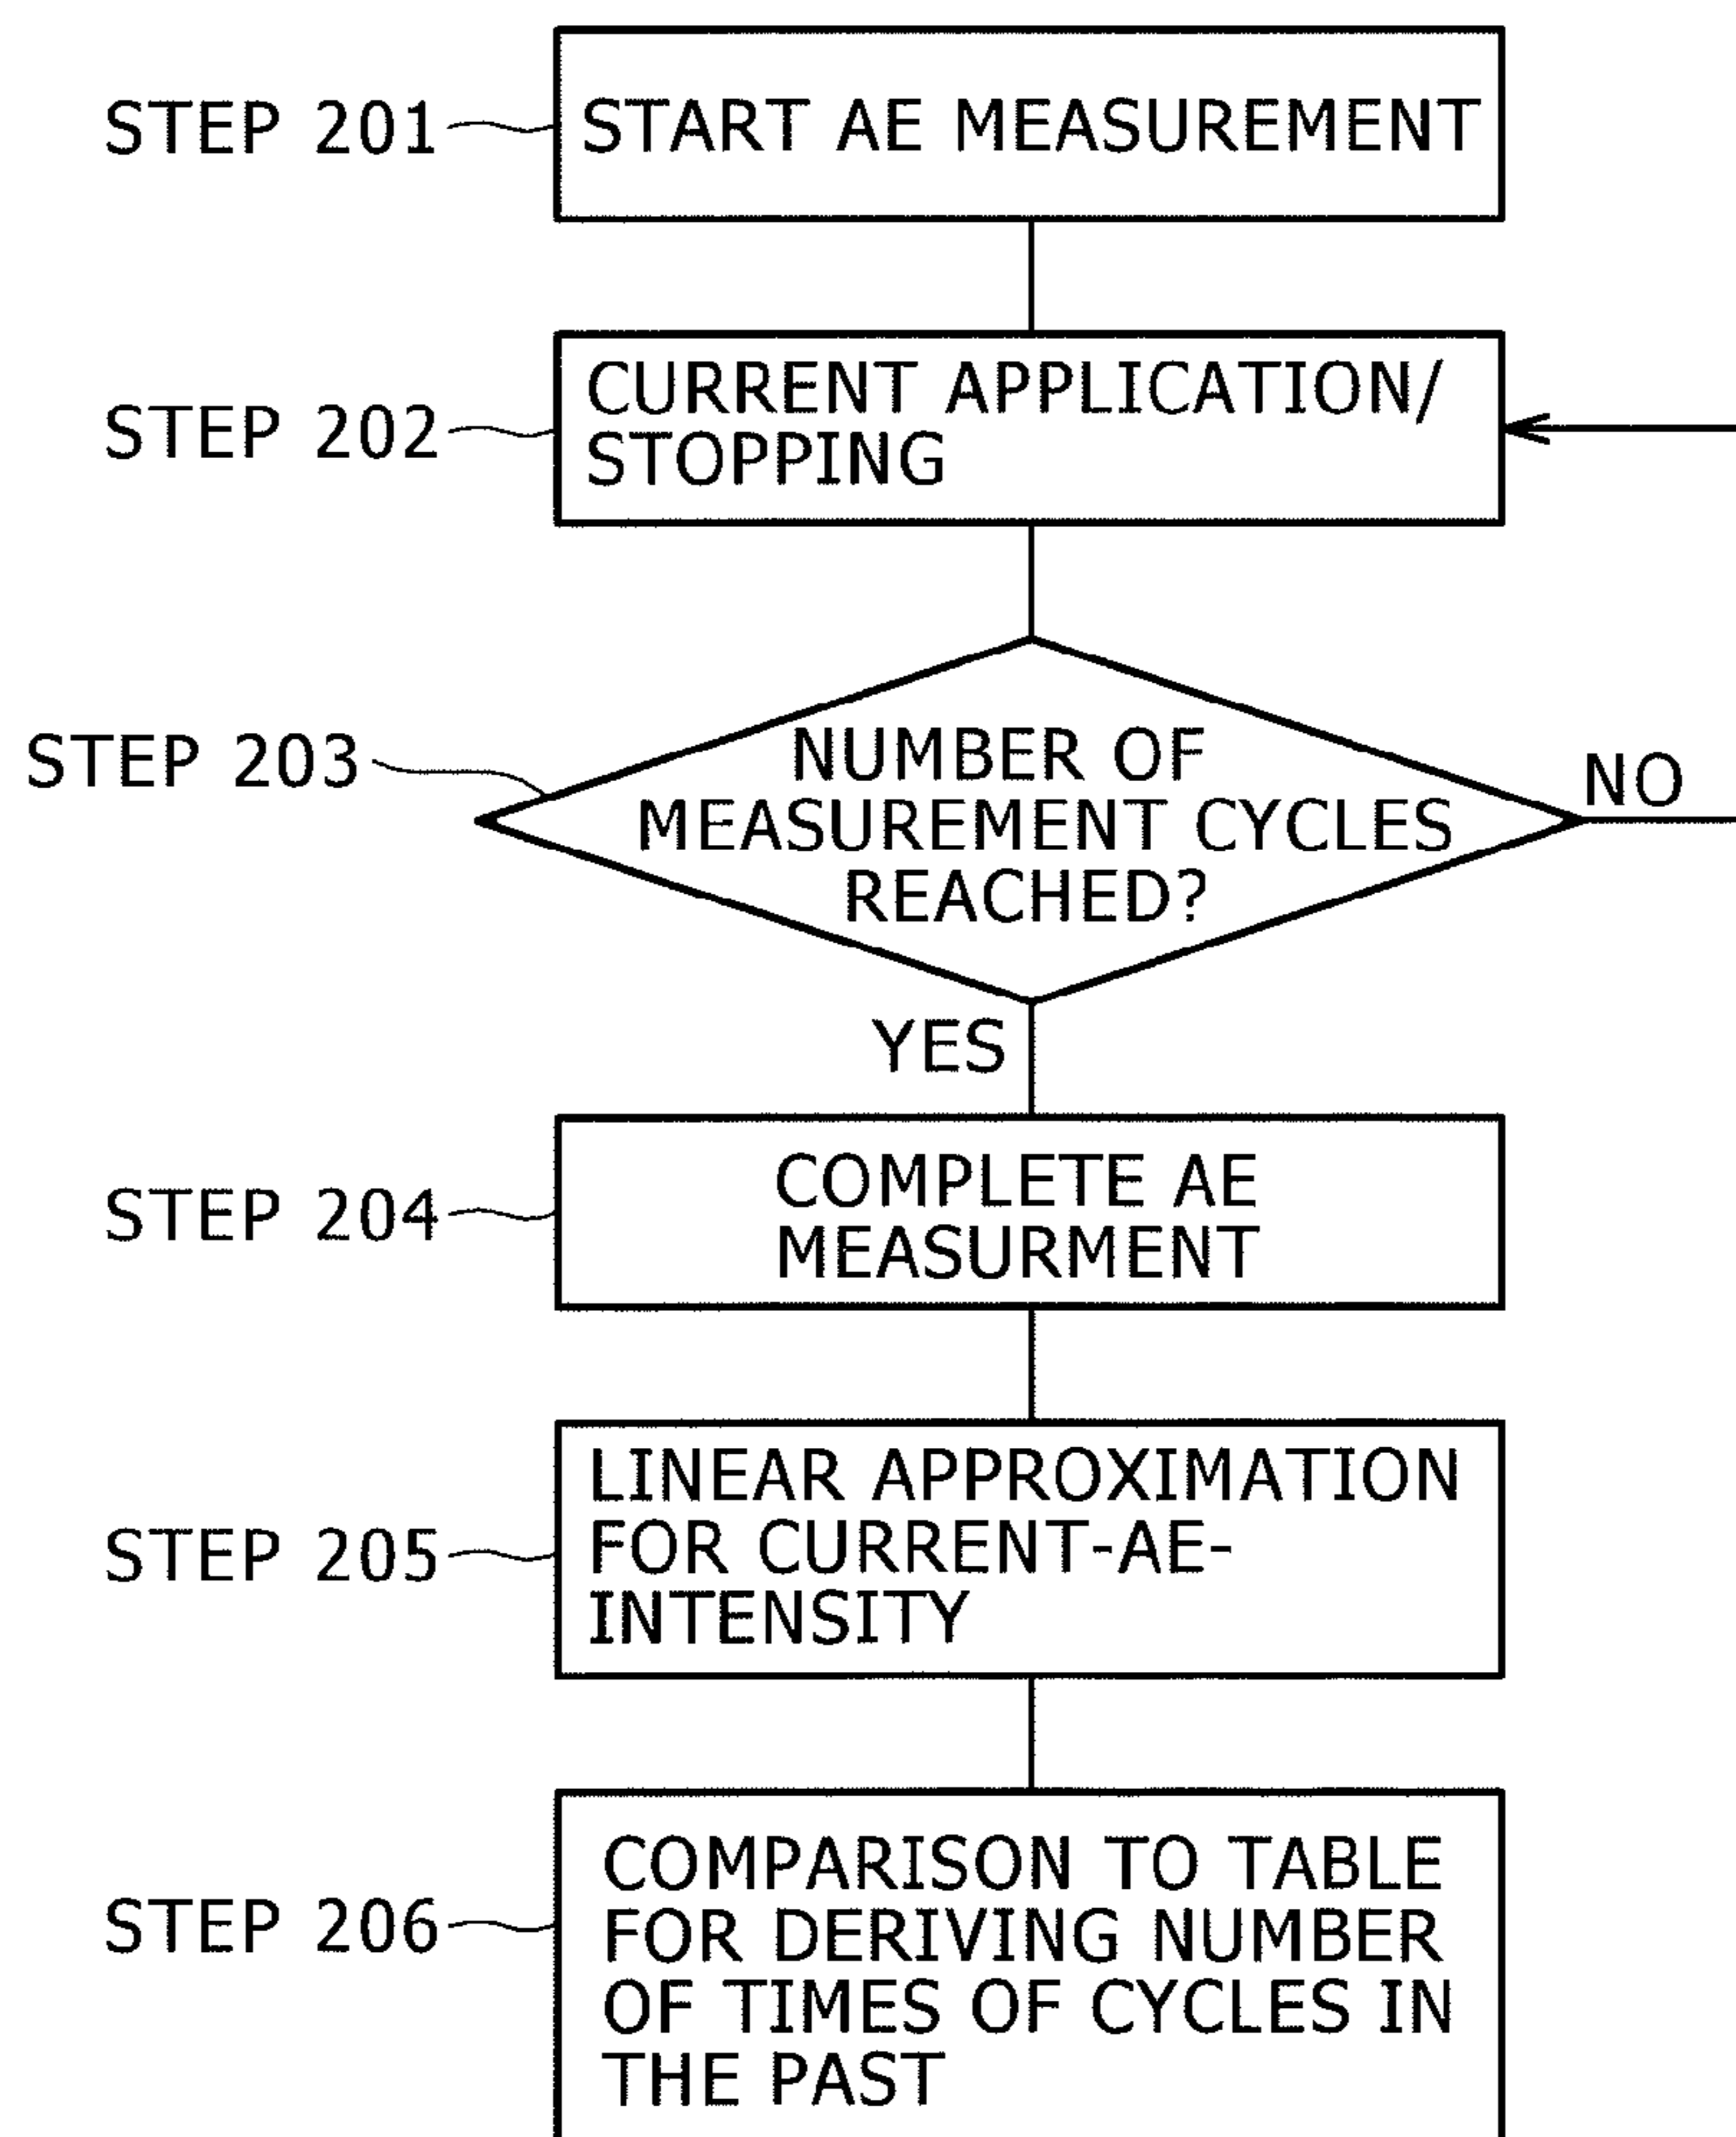 STEP 201
START AE MEASUREMENT
STEP 202
CURRENT APPLICATION/
STOPPING
STEP 203
NUMBER OF
MEASUREMENT CYCLES
REACHED?
NO
YES
STEP 204
COMPLETE AE
MEASURMENT
STEP 205
LINEAR APPROXIMATION
FOR CURRENT-AE-
INTENSITY
STEP 206
COMPARISON TO TABLE
FOR DERIVING NUMBER
OF TIMES OF CYCLES IN
THE PAST